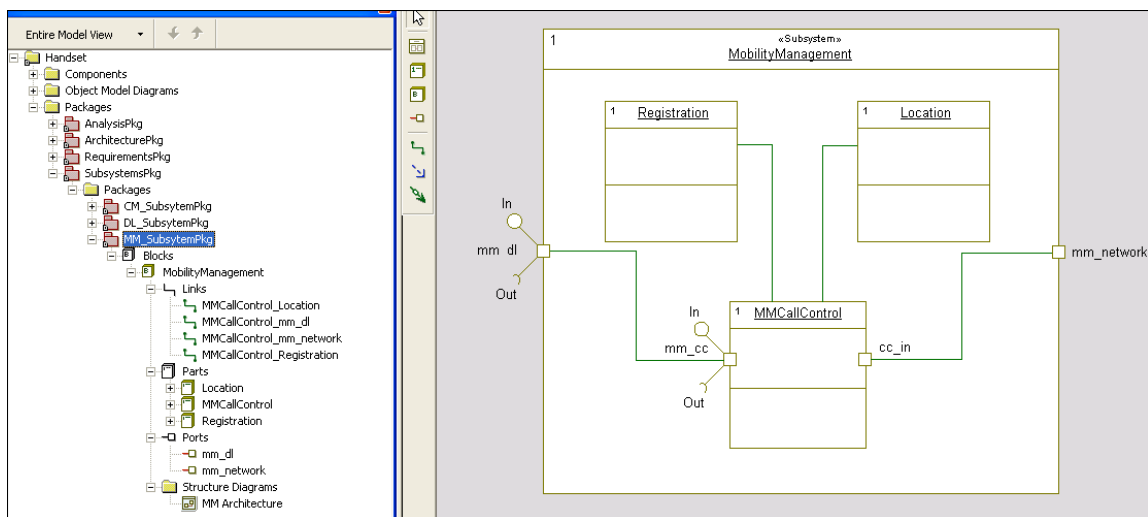 Entire Model View
Handset
Components
Object Model Diagrams
Packages
AnalysisPkg
ArchitecturePkg
RequirementsPkg
SubsystemsPkg
Packages
CM_SubsytemPkg
DL_SubsytemPkg
MM_SubsytemPkg
Blocks
MobilityManagement
Links
MMCallControl_Location
MMCallControl_mm_dl
MMCallControl_mm_network
MMCallControl_Registration
Parts
Location
MMCallControl
Registration
Ports
mm_dl
mm_network
Structure Diagrams
MM Architecture
1 «Subsystem»
MobilityManagement
1 Registration
1 Location
In
mm_dl
Out
mm_network
1 MMCallControl
In
mm_cc
Out
cc_in